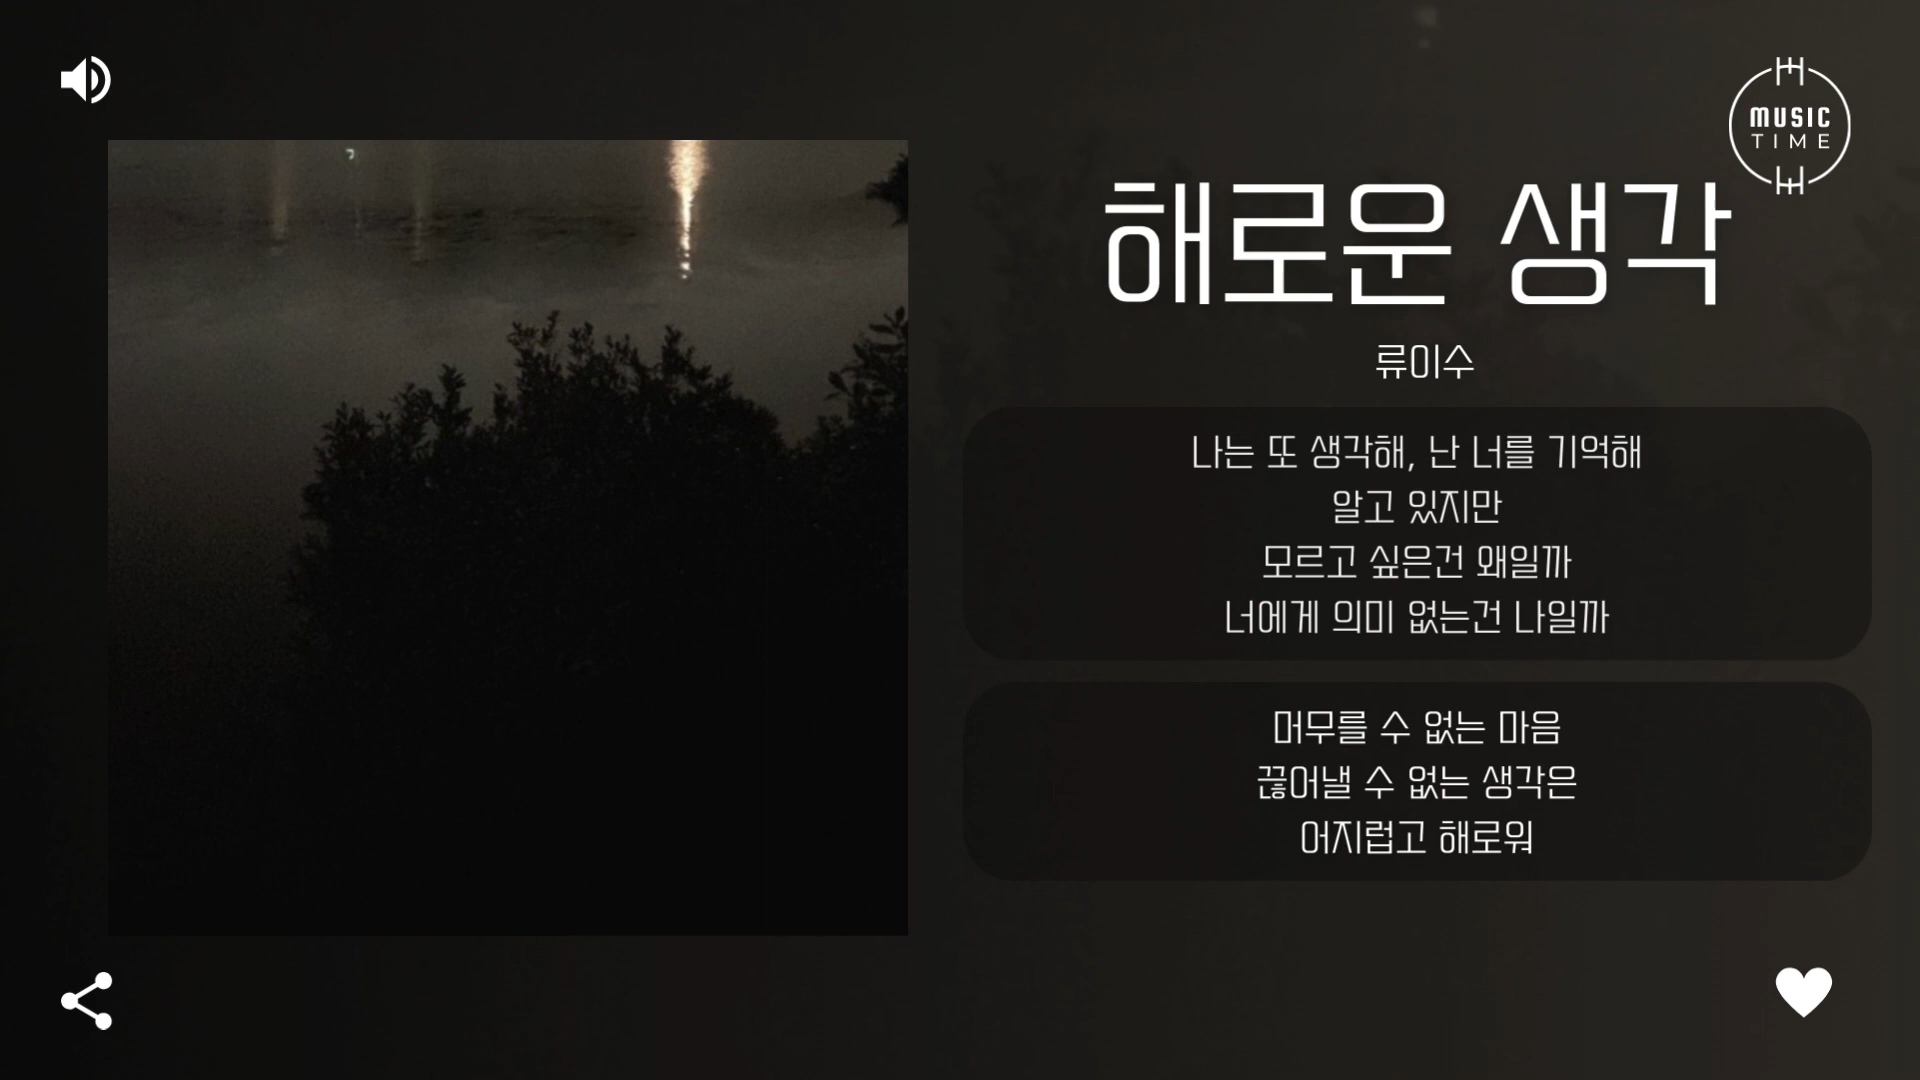 MUSIC
TIME
해로운 생각
류이수
나는 또 생각해, 난 너를 기억해
알고 있지만
모르고 싶은건 왜일까
너에게 의미 없는건 나일까
머무를 수 없는 마음
끊어낼 수 없는 생각은
어지럽고 해로워